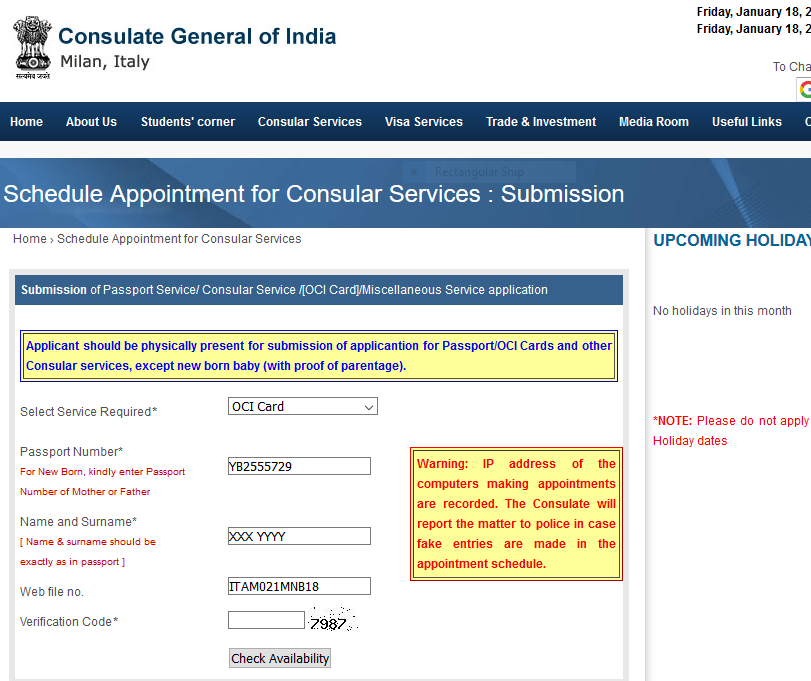 Friday, January 18, 2
Friday, January 18, 2
Consulate General of India
Milan, Italy
सत्यमेव जयते
To Cha
Home About Us Students' corner Consular Services Visa Services Trade & Investment Media Room Useful Links C
Rectangular Snip
Schedule Appointment for Consular Services : Submission
Home › Schedule Appointment for Consular Services
UPCOMING HOLIDAY
Submission of Passport Service/ Consular Service /[OCI Card]/Miscellaneous Service application
No holidays in this month
Applicant should be physically present for submission of applicantion for Passport/OCI Cards and other
Consular services, except new born baby (with proof of parentage).
Select Service Required* OCI Card
*NOTE: Please do not apply
Holiday dates
Passport Number*
For New Born, kindly enter Passport
Number of Mother or Father
YB2555729
Warning: IP address of the
computers making appointments
are recorded. The Consulate will
report the matter to police in case
fake entries are made in the
appointment schedule.
Name and Surname*
[ Name & surname should be
exactly as in passport ]
XXX YYYY
Web file no. ITAM021MNB18
Verification Code* 7987
Check Availability